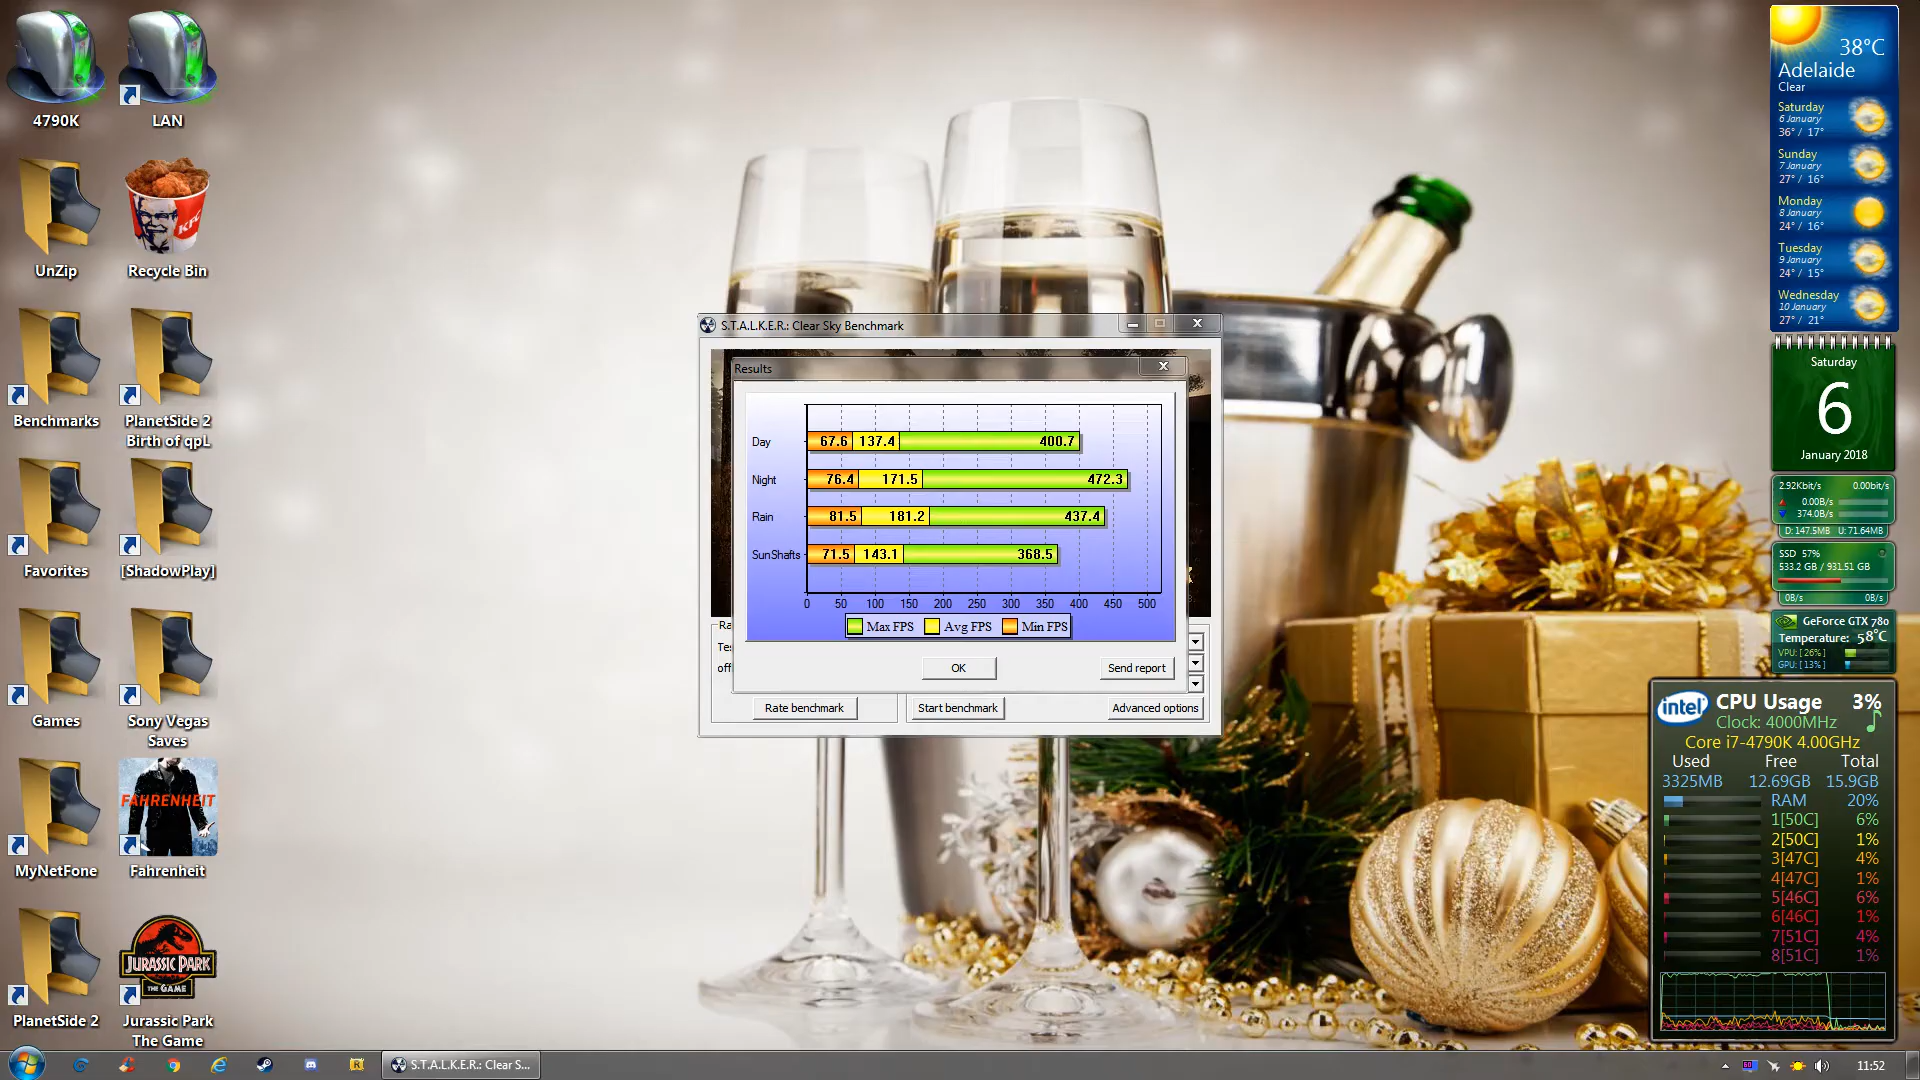 4790K
LAN
UnZip
KFC
Recycle Bin
Benchmarks
PlanetSide 2
Birth of qpL
Favorites
[ShadowPlay]
Games
Sony Vegas
Saves
MyNetFone
FAHRENHEIT
Fahrenheit
PlanetSide 2
JURASSIC PARK
THE GAME
Jurassic Park
The Game
S.T.A.L.K.E.R.: Clear Sky Benchmark
Results
Day 67.6 137.4 400.7
Night 76.4 171.5 472.3
Rain 81.5 181.2 437.4
SunShafts 71.5 143.1 368.5
0 50 100 150 200 250 300 350 400 450 500
Max FPS Avg FPS Min FPS
OK
Send report
Rate benchmark
Start benchmark
Advanced options
38°C
Adelaide
Clear
Saturday
6 January
36° / 17°
Sunday
7 January
27° / 16°
Monday
8 January
24° / 16°
Tuesday
9 January
24° / 15°
Wednesday
10 January
27° / 21°
Saturday
6
January 2018
2.92Kbit/s 0.00bit/s
0.00B/s
374.0B/s
D: 147.5MB U: 71.64MB
SSD 57%
533.2 GB / 931.51 GB
0B/s 0B/s
GeForce GTX 780
Temperature: 58°C
VPU: [ 26%]
GPU: [ 13%]
intel CPU Usage 3%
Clock: 4000MHz
Core i7-4790K 4.00GHz
Used Free Total
3325MB 12.69GB 15.9GB
RAM 20%
1[50C] 6%
2[50C] 1%
3[47C] 4%
4[47C] 1%
5[46C] 6%
6[46C] 1%
7[51C] 4%
8[51C] 1%
S.T.A.L.K.E.R.: Clear S...
60
11:52